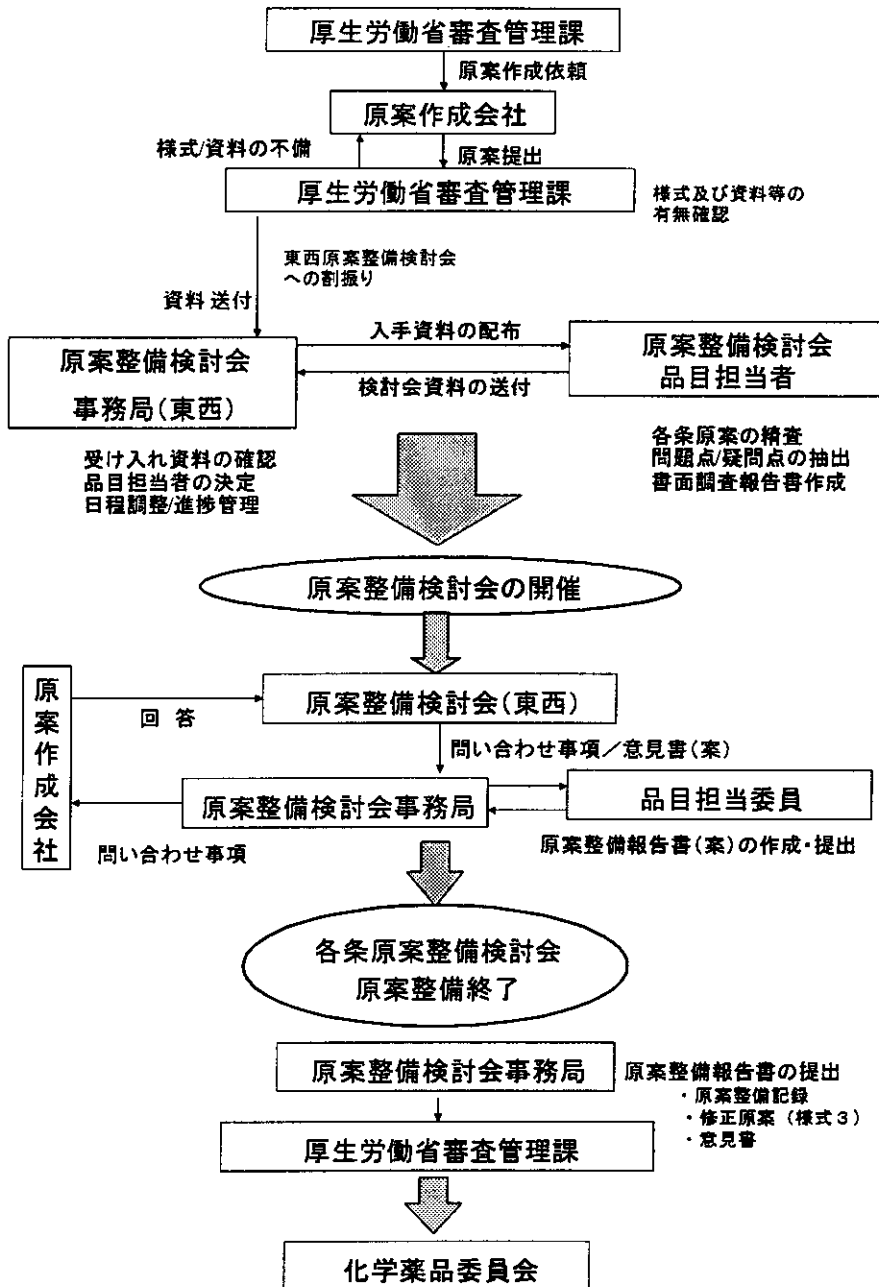 厚生労働省審査管理課
原案作成依頼
原案作成会社
様式/資料の不備
原案提出
厚生労働省審査管理課
様式及び資料等の
有無確認
東西原案整備検討会
への割振り
資料 送付
原案整備検討会
事務局(東西)
入手資料の配布
検討会資料の送付
原案整備検討会
品目担当者
受け入れ資料の確認
品目担当者の決定
日程調整/進捗管理
各条原案の精査
問題点/疑問点の抽出
書面調査報告書作成
原案整備検討会の開催
原案作成会社
回 答
原案整備検討会(東西)
問い合わせ事項/意見書(案)
原案整備検討会事務局
品目担当委員
問い合わせ事項
原案整備報告書(案)の作成・提出
各条原案整備検討会
原案整備終了
原案整備検討会事務局
原案整備報告書の提出
・原案整備記録
・修正原案(様式3)
・意見書
厚生労働省審査管理課
化学薬品委員会